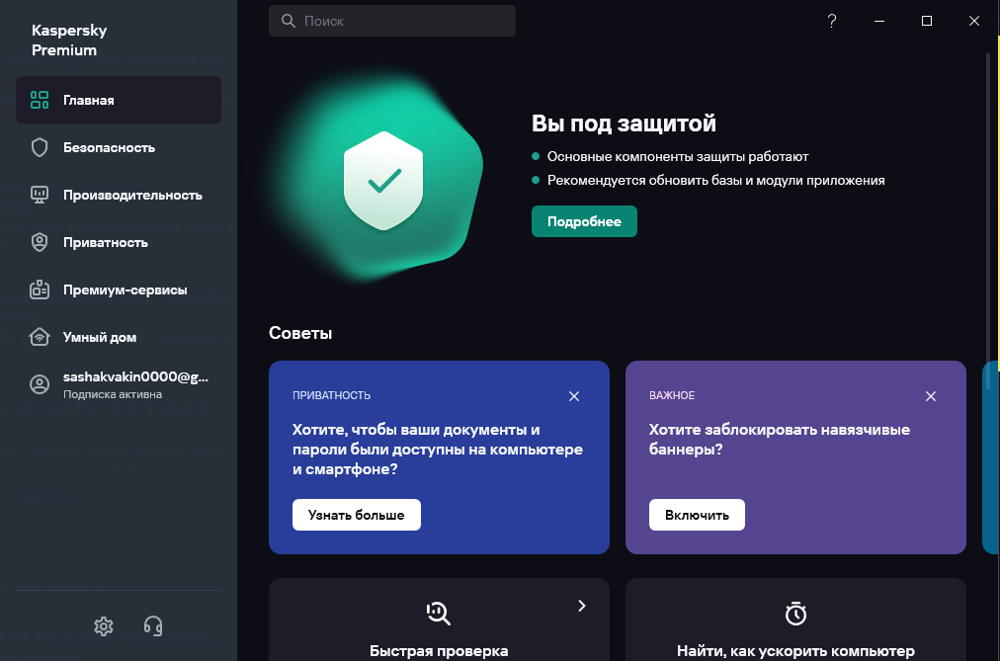 Kaspersky
Premium
Поиск
?
Главная
Безопасность
Производительность
Приватность
Премиум-сервисы
Умный дом
sashakvakin0000@g...
Подписка активна
Вы под защитой
Основные компоненты защиты работают
Рекомендуется обновить базы и модули приложения
Подробнее
Советы
ПРИВАТНОСТЬ
Хотите, чтобы ваши документы и
пароли были доступны на компьютере
и смартфоне?
Узнать больше
ВАЖНОЕ
Хотите заблокировать навязчивые
баннеры?
Включить
Быстрая проверка
Найти, как ускорить компьютер